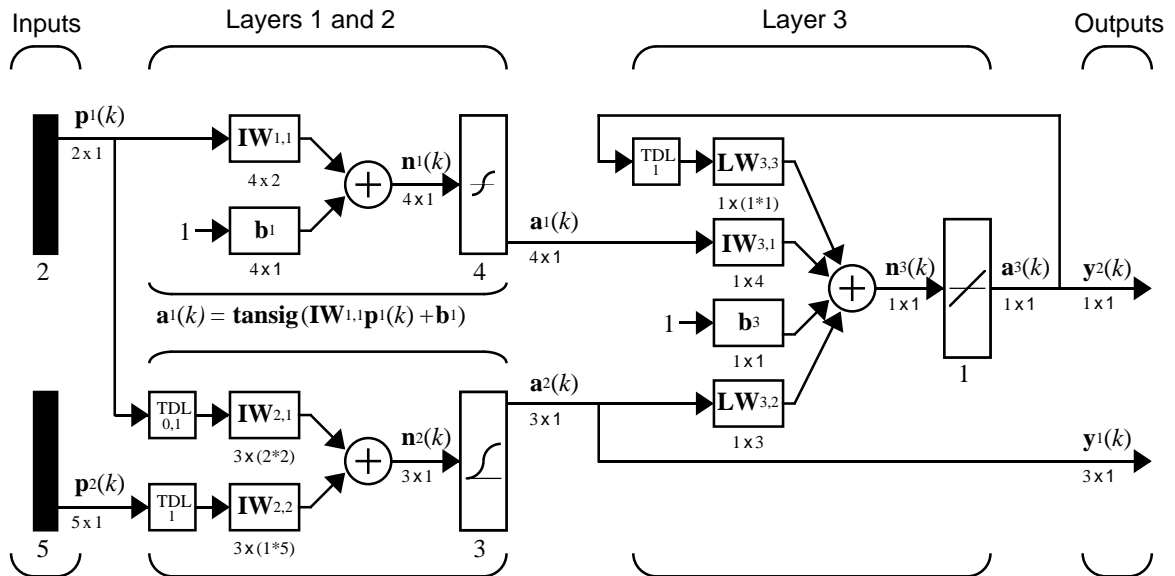 Inputs
Layers 1 and 2
Layer 3
Outputs
p1(k)
2 x 1
2
IW1,1
4 x 2
1
b1
4 x 1
n1(k)
4 x 1
4
a1(k)
4 x 1
a1(k) = tansig (IW1,1p1(k) +b1)
TDL
1
LW3,3
1 x (1*1)
IW3,1
1 x 4
1
b3
1 x 1
LW3,2
1 x 3
n3(k)
1 x 1
1
a3(k)
1 x 1
y2(k)
1 x 1
p2(k)
5 x 1
5
TDL
0,1
IW2,1
3 x (2*2)
TDL
1
IW2,2
3 x (1*5)
n2(k)
3 x 1
3
a2(k)
3 x 1
y1(k)
3 x 1